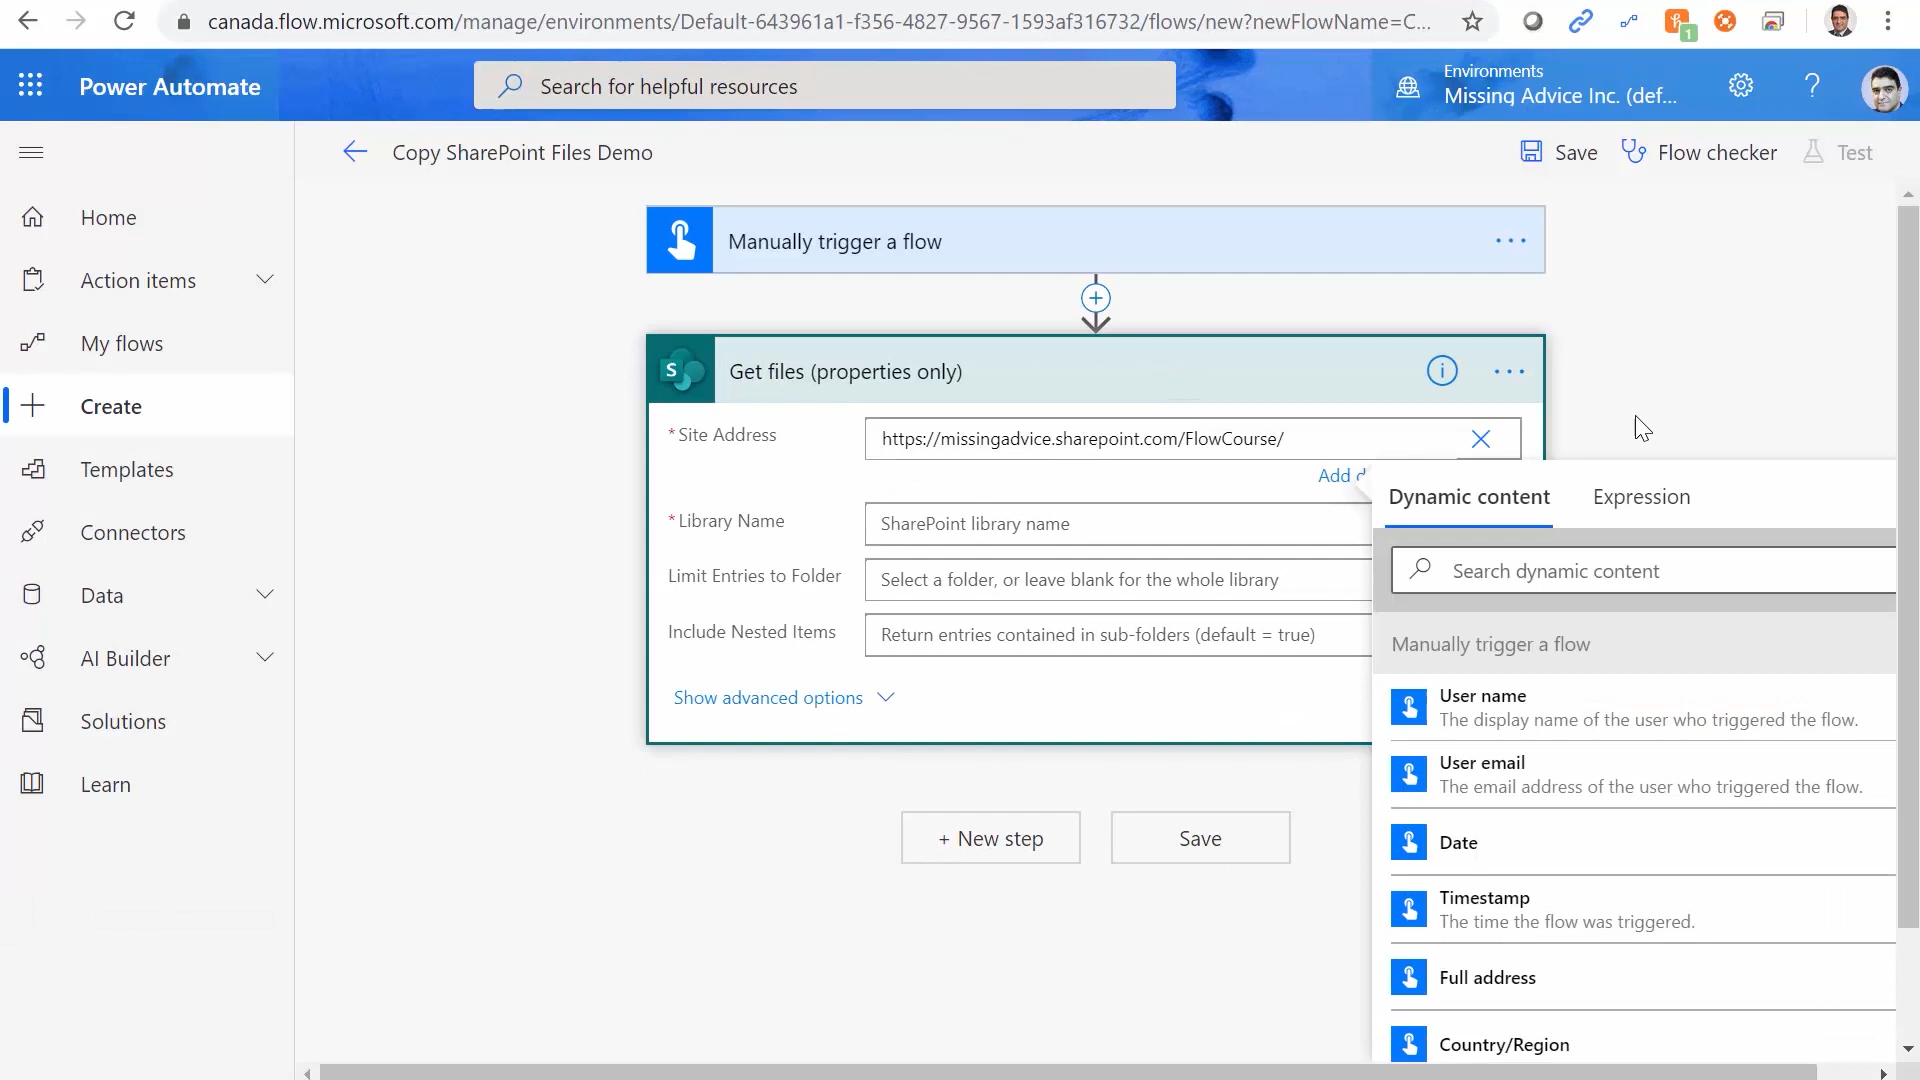 canada.flow.microsoft.com/manage/environments/Default-643961a1-f356-4827-9567-1593af316732/flows/new?newFlowName=C...
1
Power Automate
Search for helpful resources
Environments
Missing Advice Inc. (def...
?
Copy SharePoint Files Demo
Save
Flow checker
Test
Home
Action items
My flows
Create
Templates
Connectors
Data
AI Builder
Solutions
Learn
Manually trigger a flow
S
Get files (properties only)
i
* Site Address
https://missingadvice.sharepoint.com/FlowCourse/
Add d
* Library Name
SharePoint library name
Limit Entries to Folder
Select a folder, or leave blank for the whole library
Include Nested Items
Return entries contained in sub-folders (default = true)
Show advanced options
+ New step
Save
Dynamic content
Expression
Search dynamic content
Manually trigger a flow
User name
The display name of the user who triggered the flow.
User email
The email address of the user who triggered the flow.
Date
Timestamp
The time the flow was triggered.
Full address
Country/Region